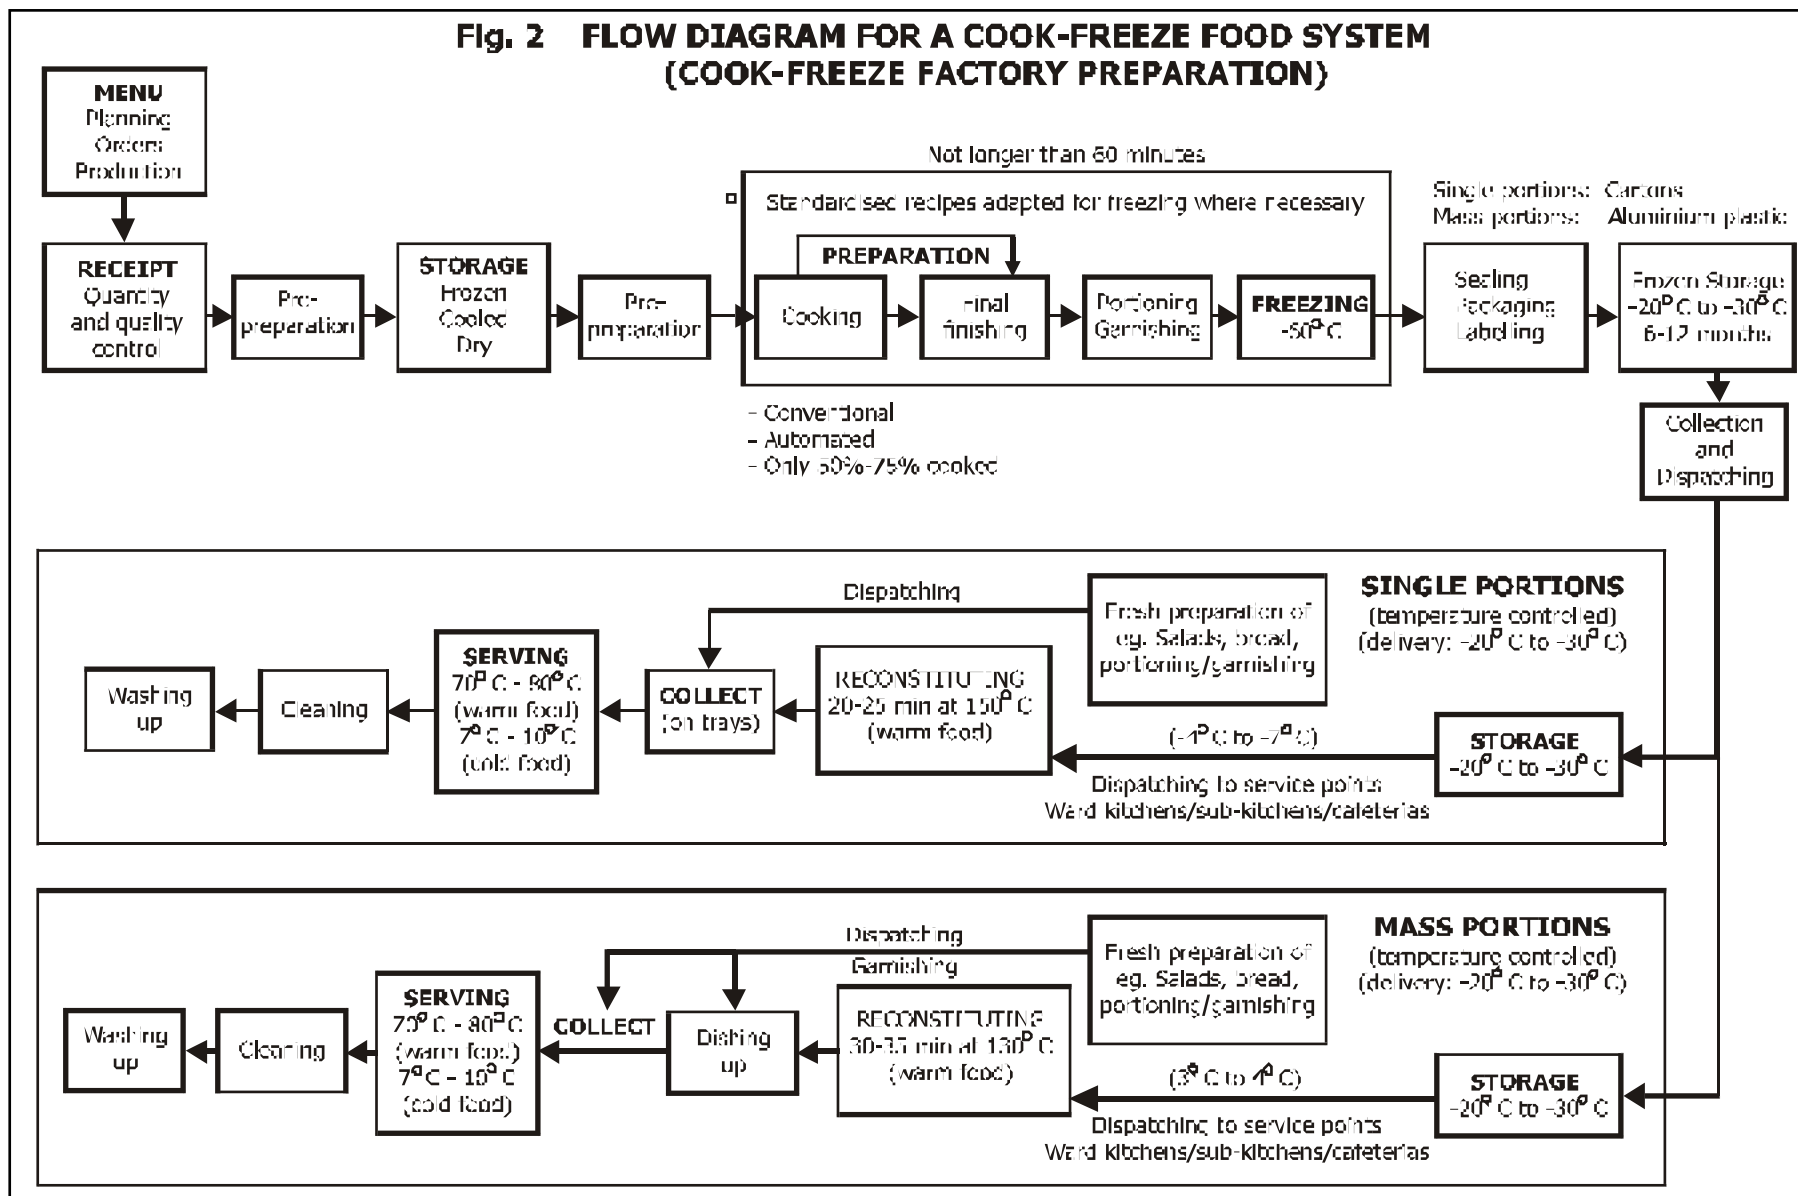 Fig. 2 FLOW DIAGRAM FOR A COOK-FREEZE FOOD SYSTEM
(COOK-FREEZE FACTORY PREPARATION)
MENU
Planning
Orders
Production
RECEIPT
Quantity
and quality
control
Pre-
preparation
STORAGE
Frozen
Cooled
Dry
Pre-
preparation
Not longer than 60 minutes
Standardised recipes adapted for freezing where necessary
PREPARATION
Cooking
Final
finishing
Portioning
Garnishing
FREEZING
-60° C
- Conventional
- Automated
- Only 50%-75% cooked
Single portions: Cartons
Mass portions: Aluminium plastic
Sealing
Packaging
Labelling
Frozen Storage
-20° C to -30° C
6-12 months
Collection
and
Dispatching
SINGLE PORTIONS
(temperature controlled)
(delivery: -20° C to -30° C)
Fresh preparation of
eg. Salads, bread,
portioning/garnishing
Dispatching
STORAGE
-20° C to -30° C
(-4° C to -7° C)
Dispatching to service points
Ward kitchens/sub-kitchens/cafeterias
RECONSTITUTING
20-25 min at 150° C
(warm food)
COLLECT
(on trays)
SERVING
70° C - 80° C
(warm food)
7° C - 10° C
(cold food)
Cleaning
Washing
up
MASS PORTIONS
(temperature controlled)
(delivery: -20° C to -30° C)
Fresh preparation of
eg. Salads, bread,
portioning/garnishing
Dispatching
Garnishing
STORAGE
-20° C to -30° C
(3° C to 4° C)
Dispatching to service points
Ward kitchens/sub-kitchens/cafeterias
RECONSTITUTING
30-35 min at 130° C
(warm food)
Dishing
up
COLLECT
SERVING
70° C - 80° C
(warm food)
7° C - 10° C
(cold food)
Cleaning
Washing
up